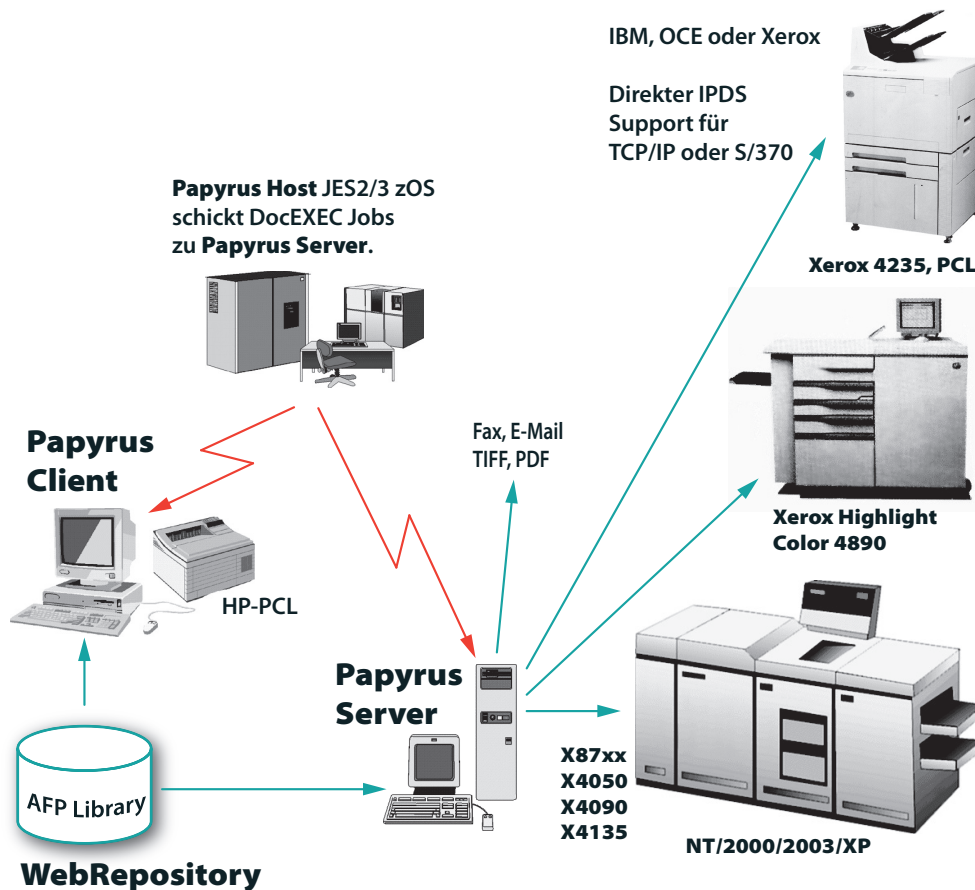 IBM, OCE oder Xerox
Direkter IPDS
Support für
TCP/IP oder S/370
Papyrus Host JES2/3 zOS
schickt DocEXEC Jobs
zu Papyrus Server.
Xerox 4235, PCL
Papyrus
Client
Fax, E-Mail
TIFF, PDF
HP-PCL
Xerox Highlight
Color 4890
Papyrus
Server
AFP Library
WebRepository
X87xx
X4050
X4090
X4135
NT/2000/2003/XP